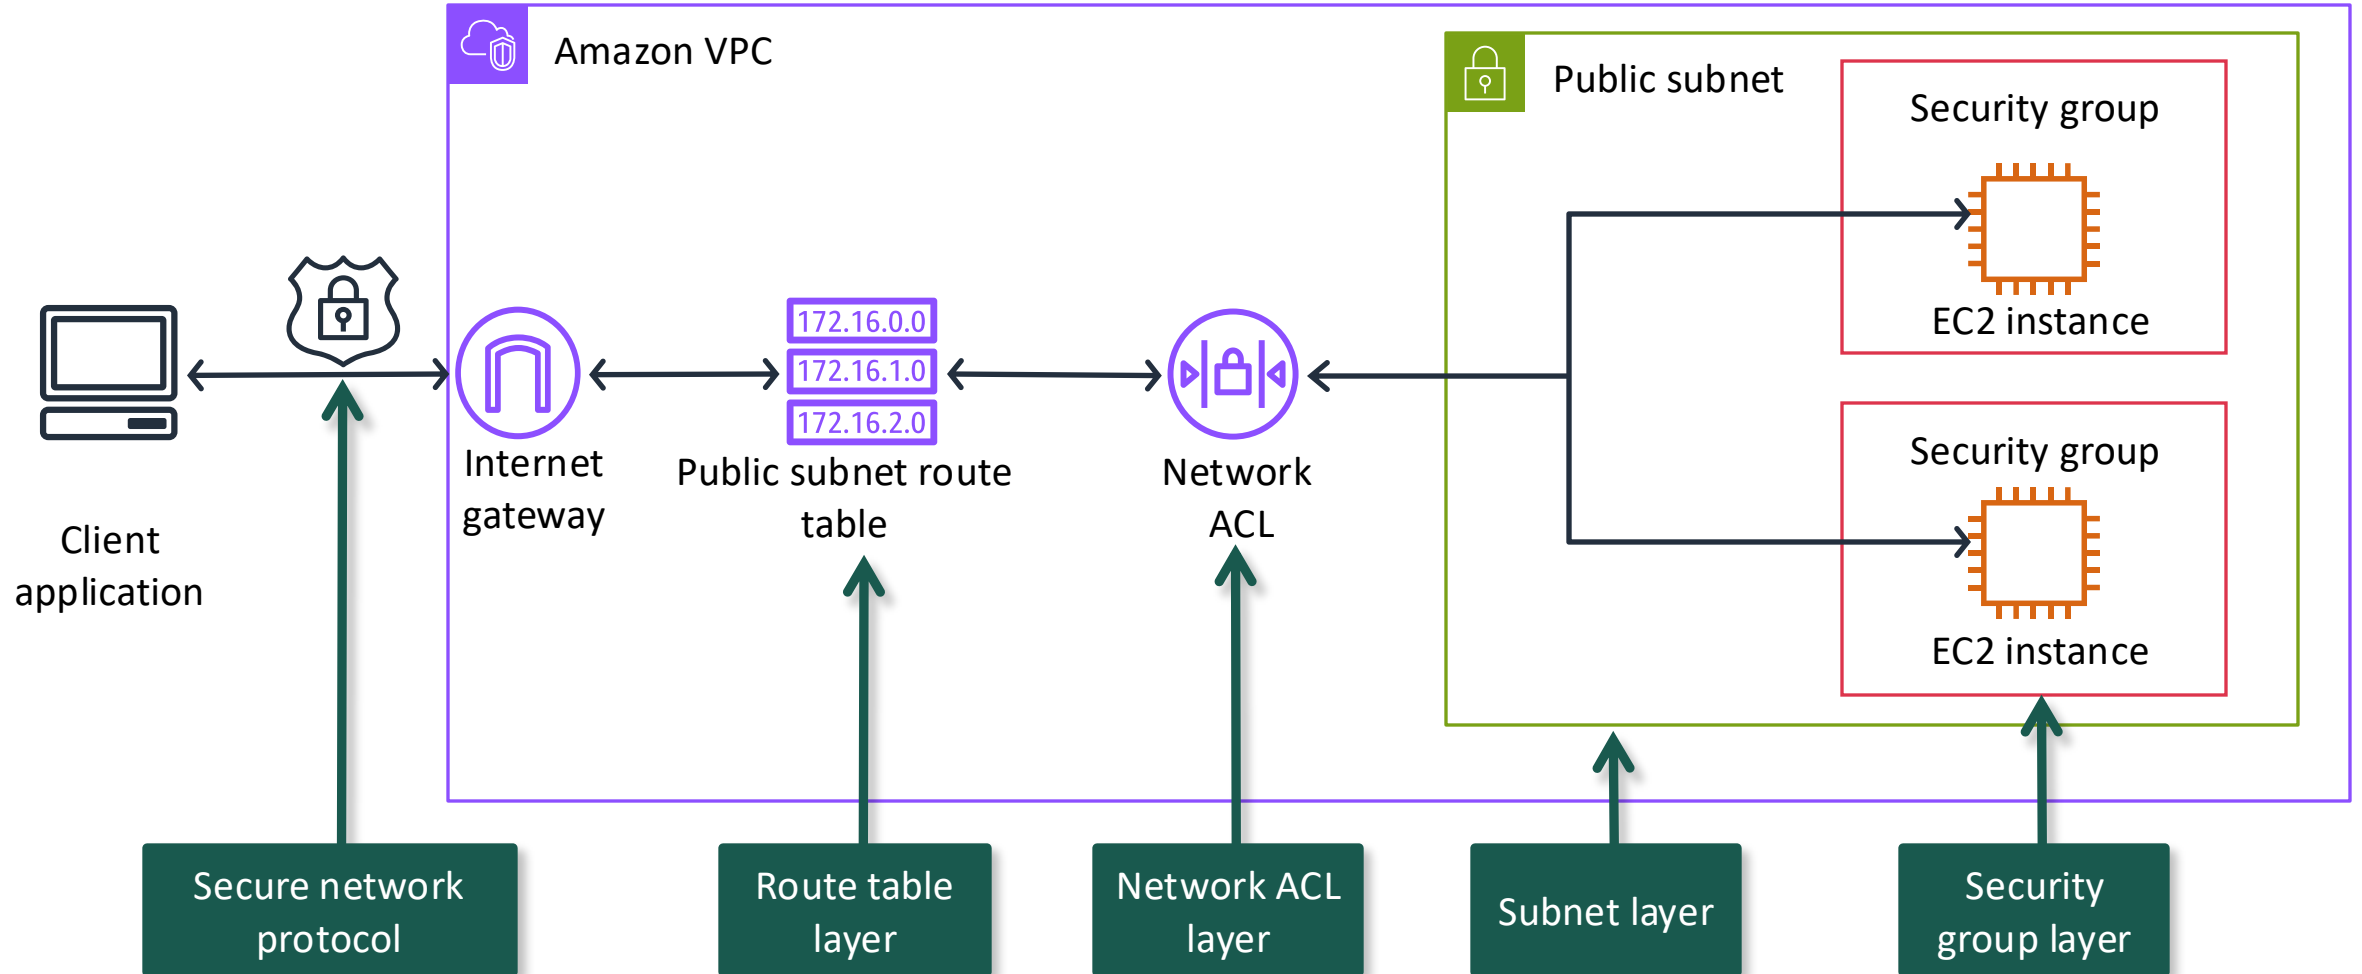 Amazon VPC
Public subnet
Security group
EC2 instance
172.16.0.0
172.16.1.0
172.16.2.0
Client
application
Internet
gateway
Public subnet route
table
Network
ACL
Security group
EC2 instance
Secure network
protocol
Route table
layer
Network ACL
layer
Subnet layer
Security
group layer